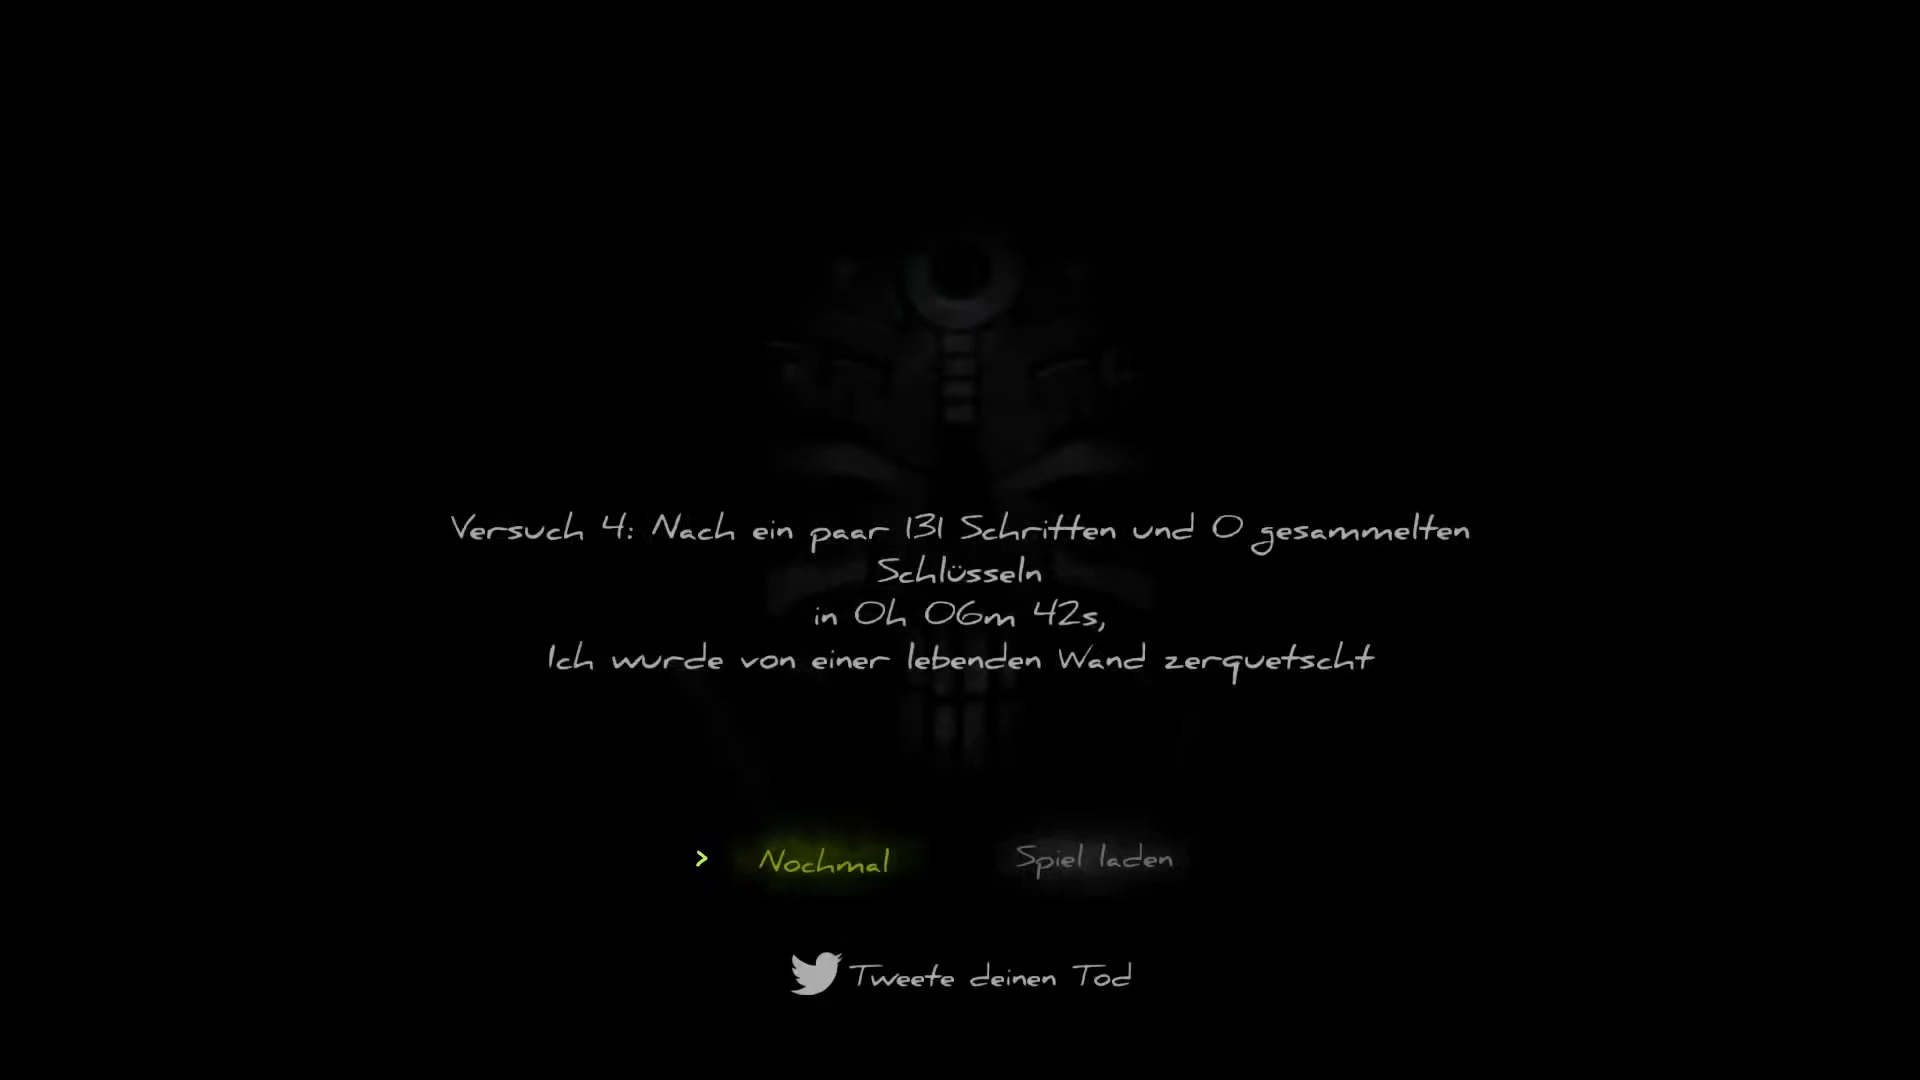 Versuch 4: Nach ein paar 131 Schritten und 0 gesammelten
Schlüsseln
in 0h 06m 42s,
Ich wurde von einer lebenden Wand zerquetscht
> Nochmal
Spiel laden
Tweete deinen Tod